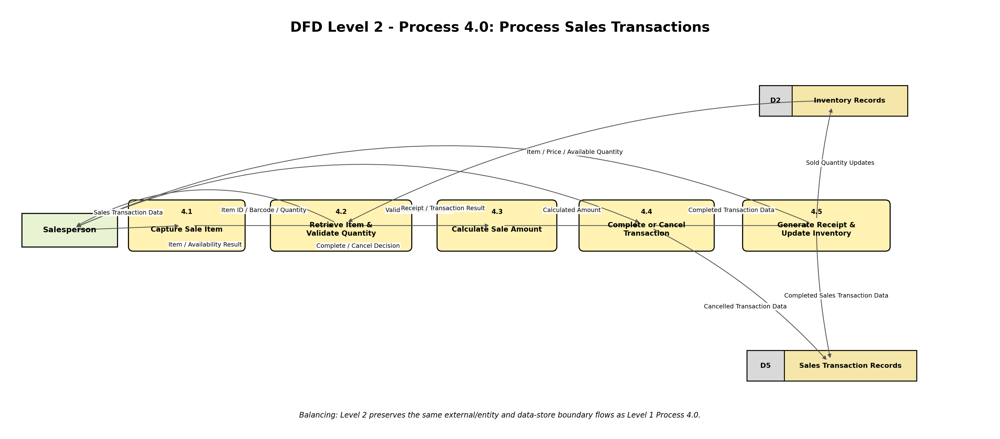 DFD Level 2 - Process 4.0: Process Sales Transactions
D2
Inventory Records
Item / Price / Available Quantity
Sold Quantity Updates
Salesperson
Sales Transaction Data
4.1
Capture Sale Item
Item / Availability Result
Item ID / Barcode / Quantity
4.2
Retrieve Item &
Validate Quantity
Complete / Cancel Decision
Receipt / Transaction Result
4.3
Calculate Sale Amount
Calculated Amount
4.4
Complete or Cancel
Transaction
Completed Transaction Data
4.5
Generate Receipt &
Update Inventory
Completed Sales Transaction Data
Cancelled Transaction Data
D5
Sales Transaction Records
Balancing: Level 2 preserves the same external/entity and data-store boundary flows as Level 1 Process 4.0.